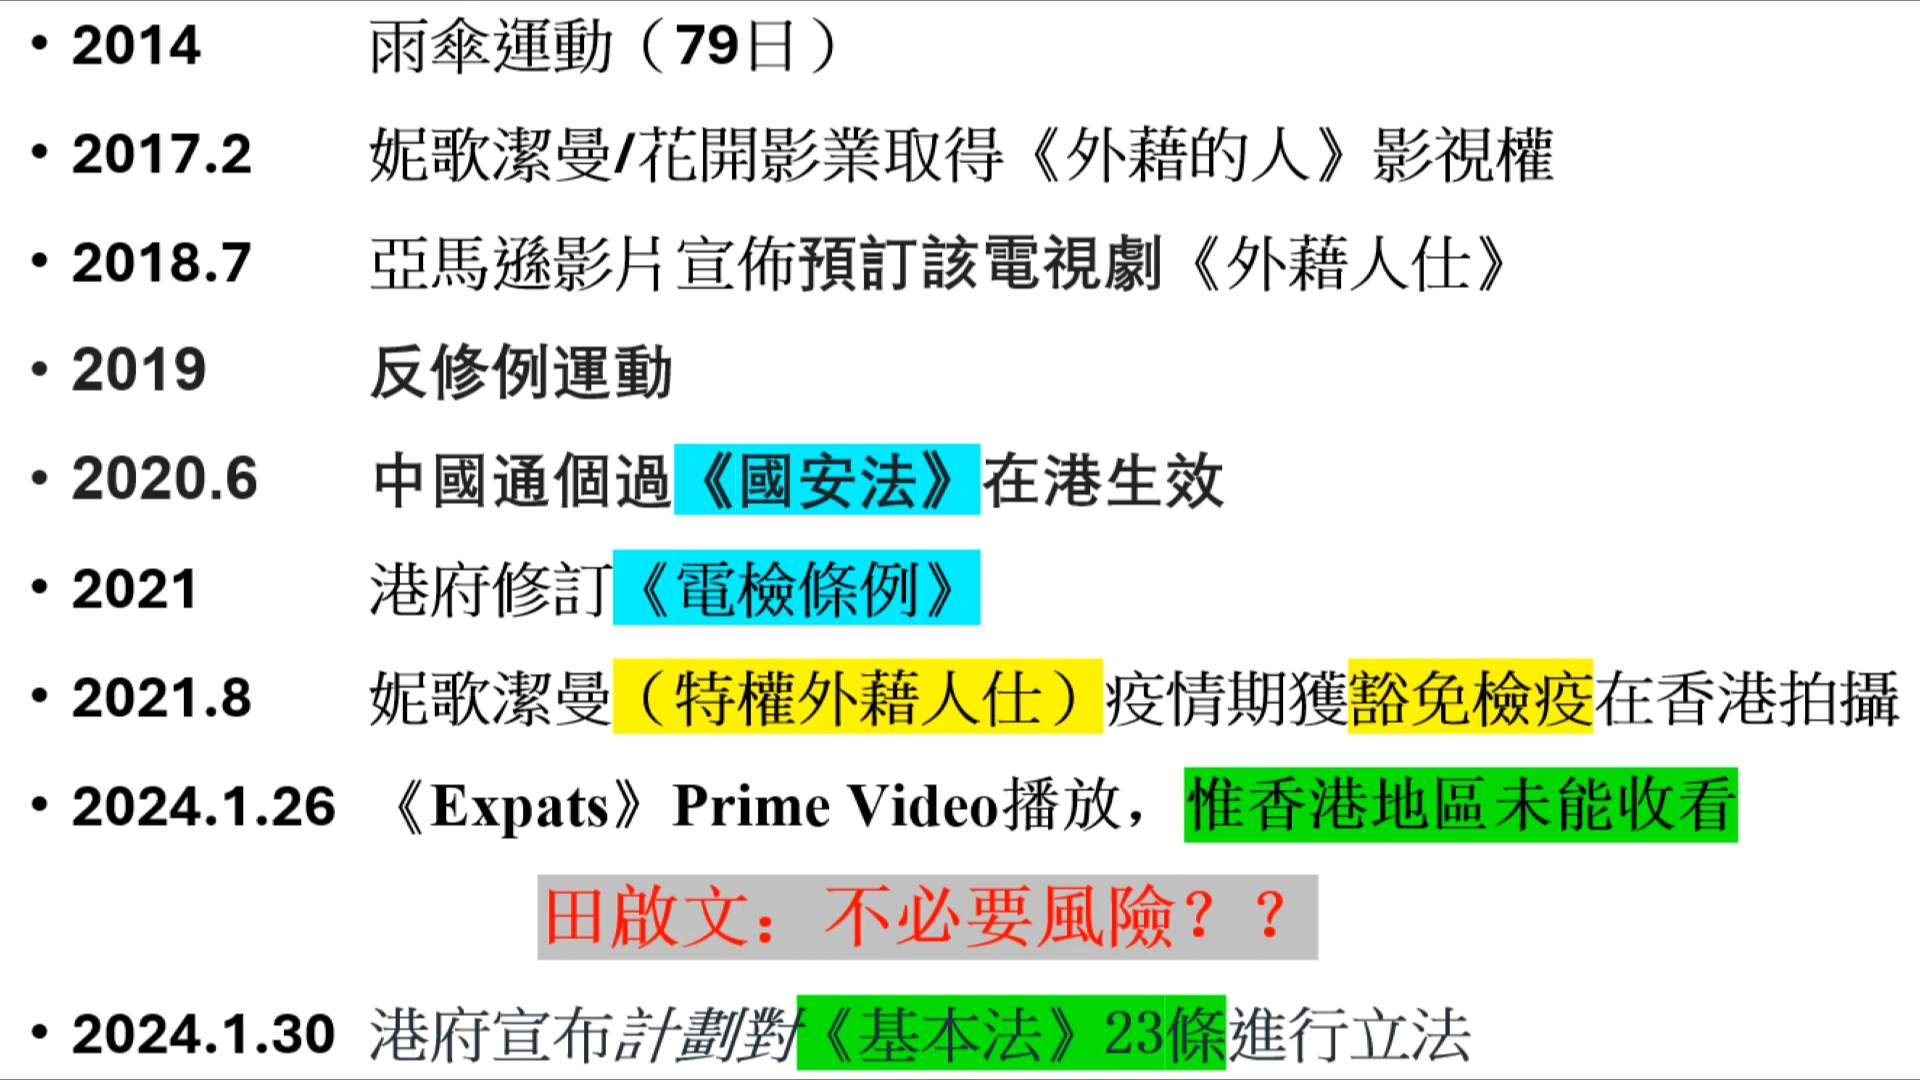 • 2014 雨傘運動（79日）
• 2017.2 妮歌潔曼/花開影業取得《外藉的人》影視權
• 2018.7 亞馬遜影片宣佈預訂該電視劇《外藉人仕》
• 2019 反修例運動
• 2020.6 中國通個過《國安法》在港生效
• 2021 港府修訂《電檢條例》
• 2021.8 妮歌潔曼（特權外藉人仕）疫情期獲豁免檢疫在香港拍攝
• 2024.1.26 《Expats》Prime Video播放，惟香港地區未能收看
田啟文：不必要風險？？
• 2024.1.30 港府宣布計劃對《基本法》23條進行立法